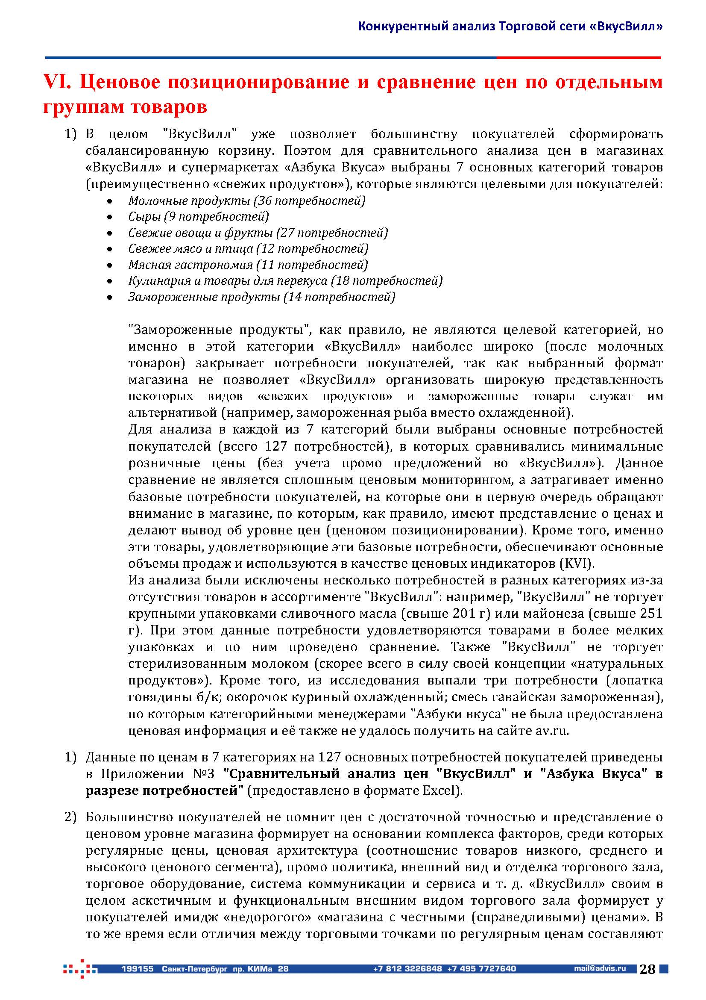 Конкурентный анализ Торговой сети «ВкусВилл»
VI. Ценовое позиционирование и сравнение цен по отдельным
группам товаров
1) В целом "ВкусВилл" уже позволяет большинству покупателей сформировать
сбалансированную корзину. Поэтом для сравнительного анализа цен в магазинах
«ВкусВилл» и супермаркетах «Азбука Вкуса» выбраны 7 основных категорий товаров
(преимущественно «свежих продуктов»), которые являются целевыми для покупателей:
• Молочные продукты (36 потребностей)
• Сыры (9 потребностей)
• Свежие овощи и фрукты (27 потребностей)
• Свежее мясо и птица (12 потребностей)
• Мясная гастрономия (11 потребностей)
• Кулинария и товары для перекуса (18 потребностей)
• Замороженные продукты (14 потребностей)
"Замороженные продукты", как правило, не являются целевой категорией, но
именно в этой категории «ВкусВилл» наиболее широко (после молочных
товаров) закрывает потребности покупателей, так как выбранный формат
магазина не позволяет «ВкусВилл» организовать широкую представленность
некоторых видов «свежих продуктов» и замороженные товары служат им
альтернативой (например, замороженная рыба вместо охлажденной).
Для анализа в каждой из 7 категорий были выбраны основные потребностей
покупателей (всего 127 потребностей), в которых сравнивались минимальные
розничные цены (без учета промо предложений во «ВкусВилл»). Данное
сравнение не является сплошным ценовым мониторингом, а затрагивает именно
базовые потребности покупателей, на которые они в первую очередь обращают
внимание в магазине, по которым, как правило, имеют представление о ценах и
делают вывод об уровне цен (ценовом позиционировании). Кроме того, именно
эти товары, удовлетворяющие эти базовые потребности, обеспечивают основные
объемы продаж и используются в качестве ценовых индикаторов (KVI).
Из анализа были исключены несколько потребностей в разных категориях из-за
отсутствия товаров в ассортименте "ВкусВилл": например, "ВкусВилл" не торгует
крупными упаковками сливочного масла (свыше 201 г) или майонеза (свыше 251
г). При этом данные потребности удовлетворяются товарами в более мелких
упаковках и по ним проведено сравнение. Также "ВкусВилл" не торгует
стерилизованным молоком (скорее всего в силу своей концепции «натуральных
продуктов»). Кроме того, из исследования выпали три потребности (лопатка
говядины б/к; окорочок куриный охлажденный; смесь гавайская замороженная),
по которым категорийными менеджерами "Азбуки вкуса" не была предоставлена
ценовая информация и её также не удалось получить на сайте av.ru.
1) Данные по ценам в 7 категориях на 127 основных потребностей покупателей приведены
в Приложении №3 "Сравнительный анализ цен "ВкусВилл" и "Азбука Вкуса" в
разрезе потребностей" (предоставлено в формате Excel).
2) Большинство покупателей не помнит цен с достаточной точностью и представление о
ценовом уровне магазина формирует на основании комплекса факторов, среди которых
регулярные цены, ценовая архитектура (соотношение товаров низкого, среднего и
высокого ценового сегмента), промо политика, внешний вид и отделка торгового зала,
торговое оборудование, система коммуникации и сервиса и т. д. «ВкусВилл» своим в
целом аскетичным и функциональным внешним видом торгового зала формирует у
покупателей имидж «недорогого» «магазина с честными (справедливыми) ценами». В
то же время если отличия между торговыми точками по регулярным ценам составляют
199155 Санкт-Петербург пр. КИМа 28 +7 812 3226848 +7 495 7727640 mail@advis.ru 28